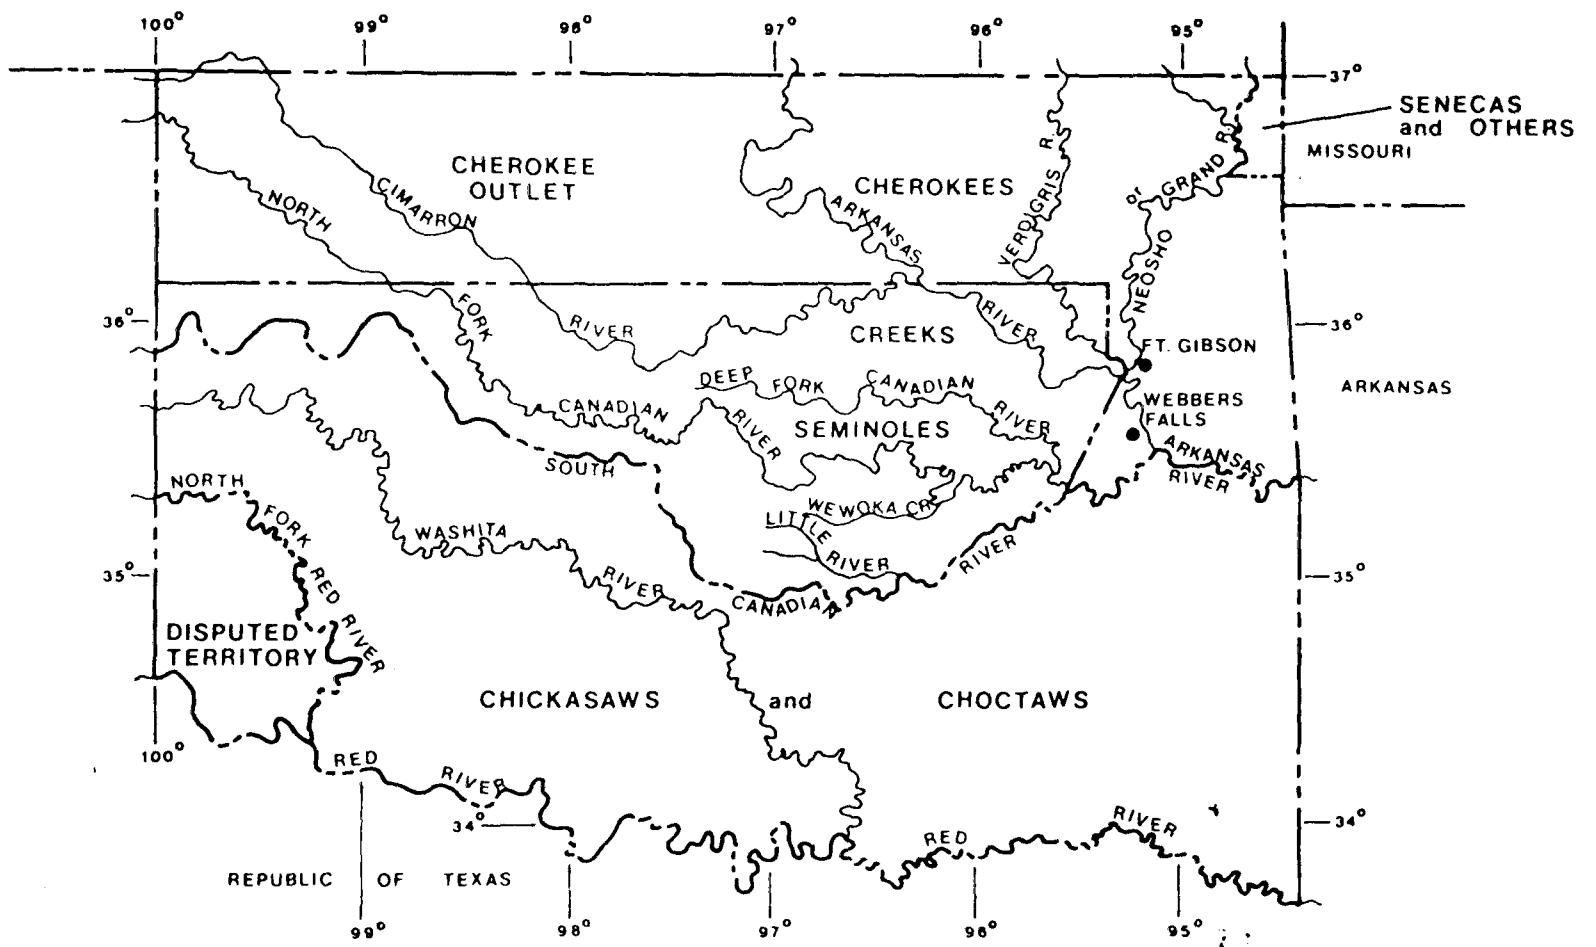 100° 99° 96° 97° 96° 95°
37°
SENECAS
and OTHERS
MISSOURI
CHEROKEE
OUTLET
CHEROKEES
NORTH
CIMARRON
ARKANSAS
VERDIGRIS R.
or GRAND R.
NEOSHO
36°
FORK
RIVER
CREEKS
RIVER
36°
FT. GIBSON
DEEP FORK CANADIAN RIVER
ARKANSAS
WEBBERS
FALLS
CANADIAN
RIVER
SEMINOLES
ARKANSAS
RIVER
SOUTH
NORTH
FORK
RED RIVER
WEWOKA CR.
LITTLE
RIVER
WASHITA
RIVER
RIVER
35°
35°
CANADIAN
DISPUTED
TERRITORY
CHICKASAWS and CHOCTAWS
100°
RED
RIVER
34°
RED
RIVER
34°
REPUBLIC OF TEXAS
99° 98° 97° 96° 95°